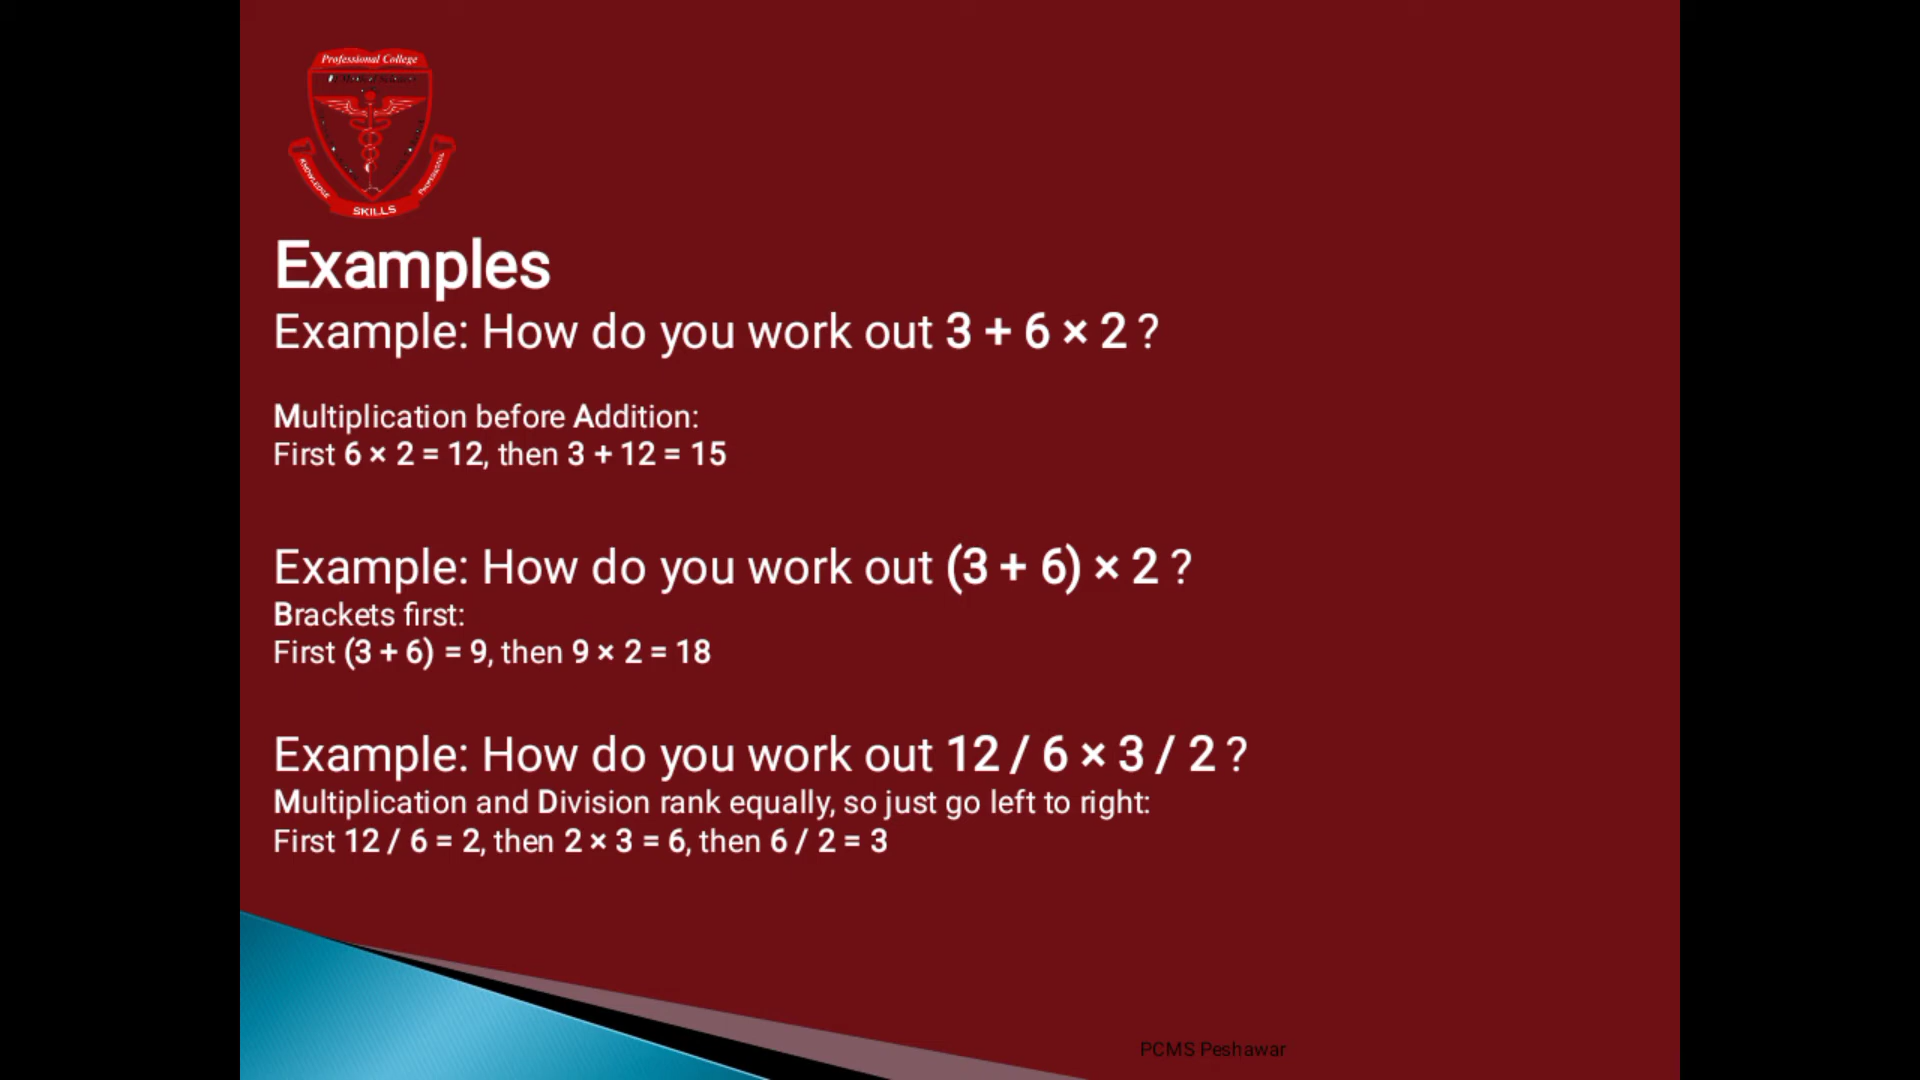 Professional College
KNOWLEDGE
SKILLS
PROFESSIONAL
Examples
Example: How do you work out 3 + 6 × 2 ?
Multiplication before Addition:
First 6 × 2 = 12, then 3 + 12 = 15
Example: How do you work out (3 + 6) × 2 ?
Brackets first:
First (3 + 6) = 9, then 9 × 2 = 18
Example: How do you work out 12 / 6 × 3 / 2 ?
Multiplication and Division rank equally, so just go left to right:
First 12 / 6 = 2, then 2 × 3 = 6, then 6 / 2 = 3
PCMS Peshawar